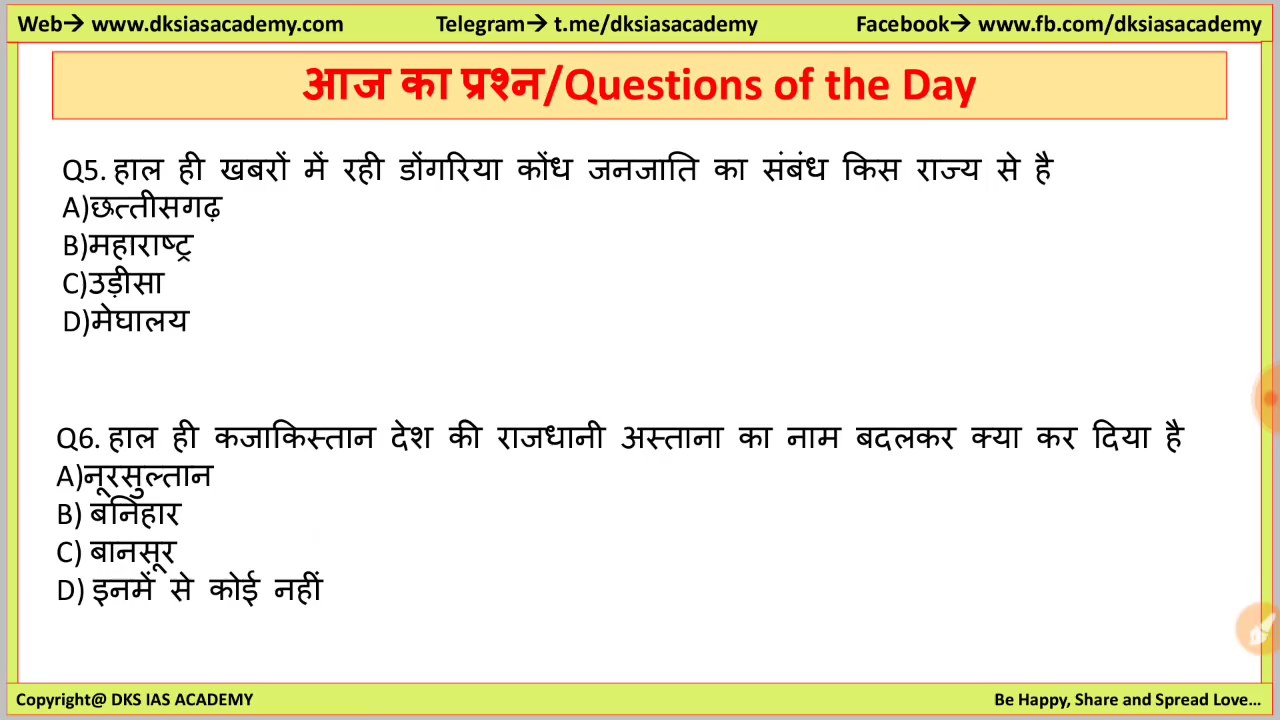 Web→ www.dksiasacademy.com Telegram→ t.me/dksiasacademy Facebook→ www.fb.com/dksiasacademy
आज का प्रश्न/Questions of the Day
Q5. हाल ही खबरों में रही डोंगरिया कोंध जनजाति का संबंध किस राज्य से है
A)छत्तीसगढ़
B)महाराष्ट्र
C)उड़ीसा
D)मेघालय
Q6. हाल ही कजाकिस्तान देश की राजधानी अस्ताना का नाम बदलकर क्या कर दिया है
A)नूरसुल्तान
B) बनिहार
C) बानसूर
D) इनमें से कोई नहीं
Copyright@ DKS IAS ACADEMY Be Happy, Share and Spread Love…